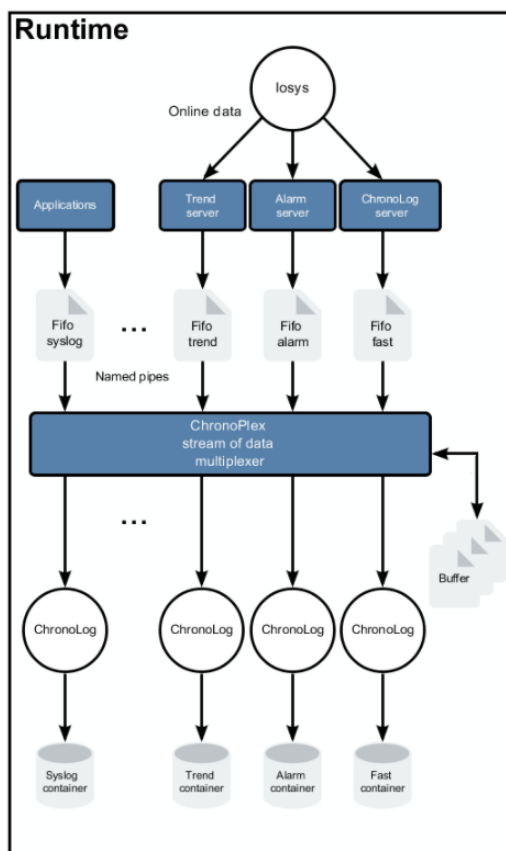 Runtime
Iosys
Online data
Applications
Trend
server
Alarm
server
ChronoLog
server
Fifo
syslog
...
Fifo
trend
Fifo
alarm
Fifo
fast
Named pipes
ChronoPlex
stream of data
multiplexer
...
Buffer
ChronoLog
ChronoLog
ChronoLog
ChronoLog
Syslog
container
Trend
container
Alarm
container
Fast
container